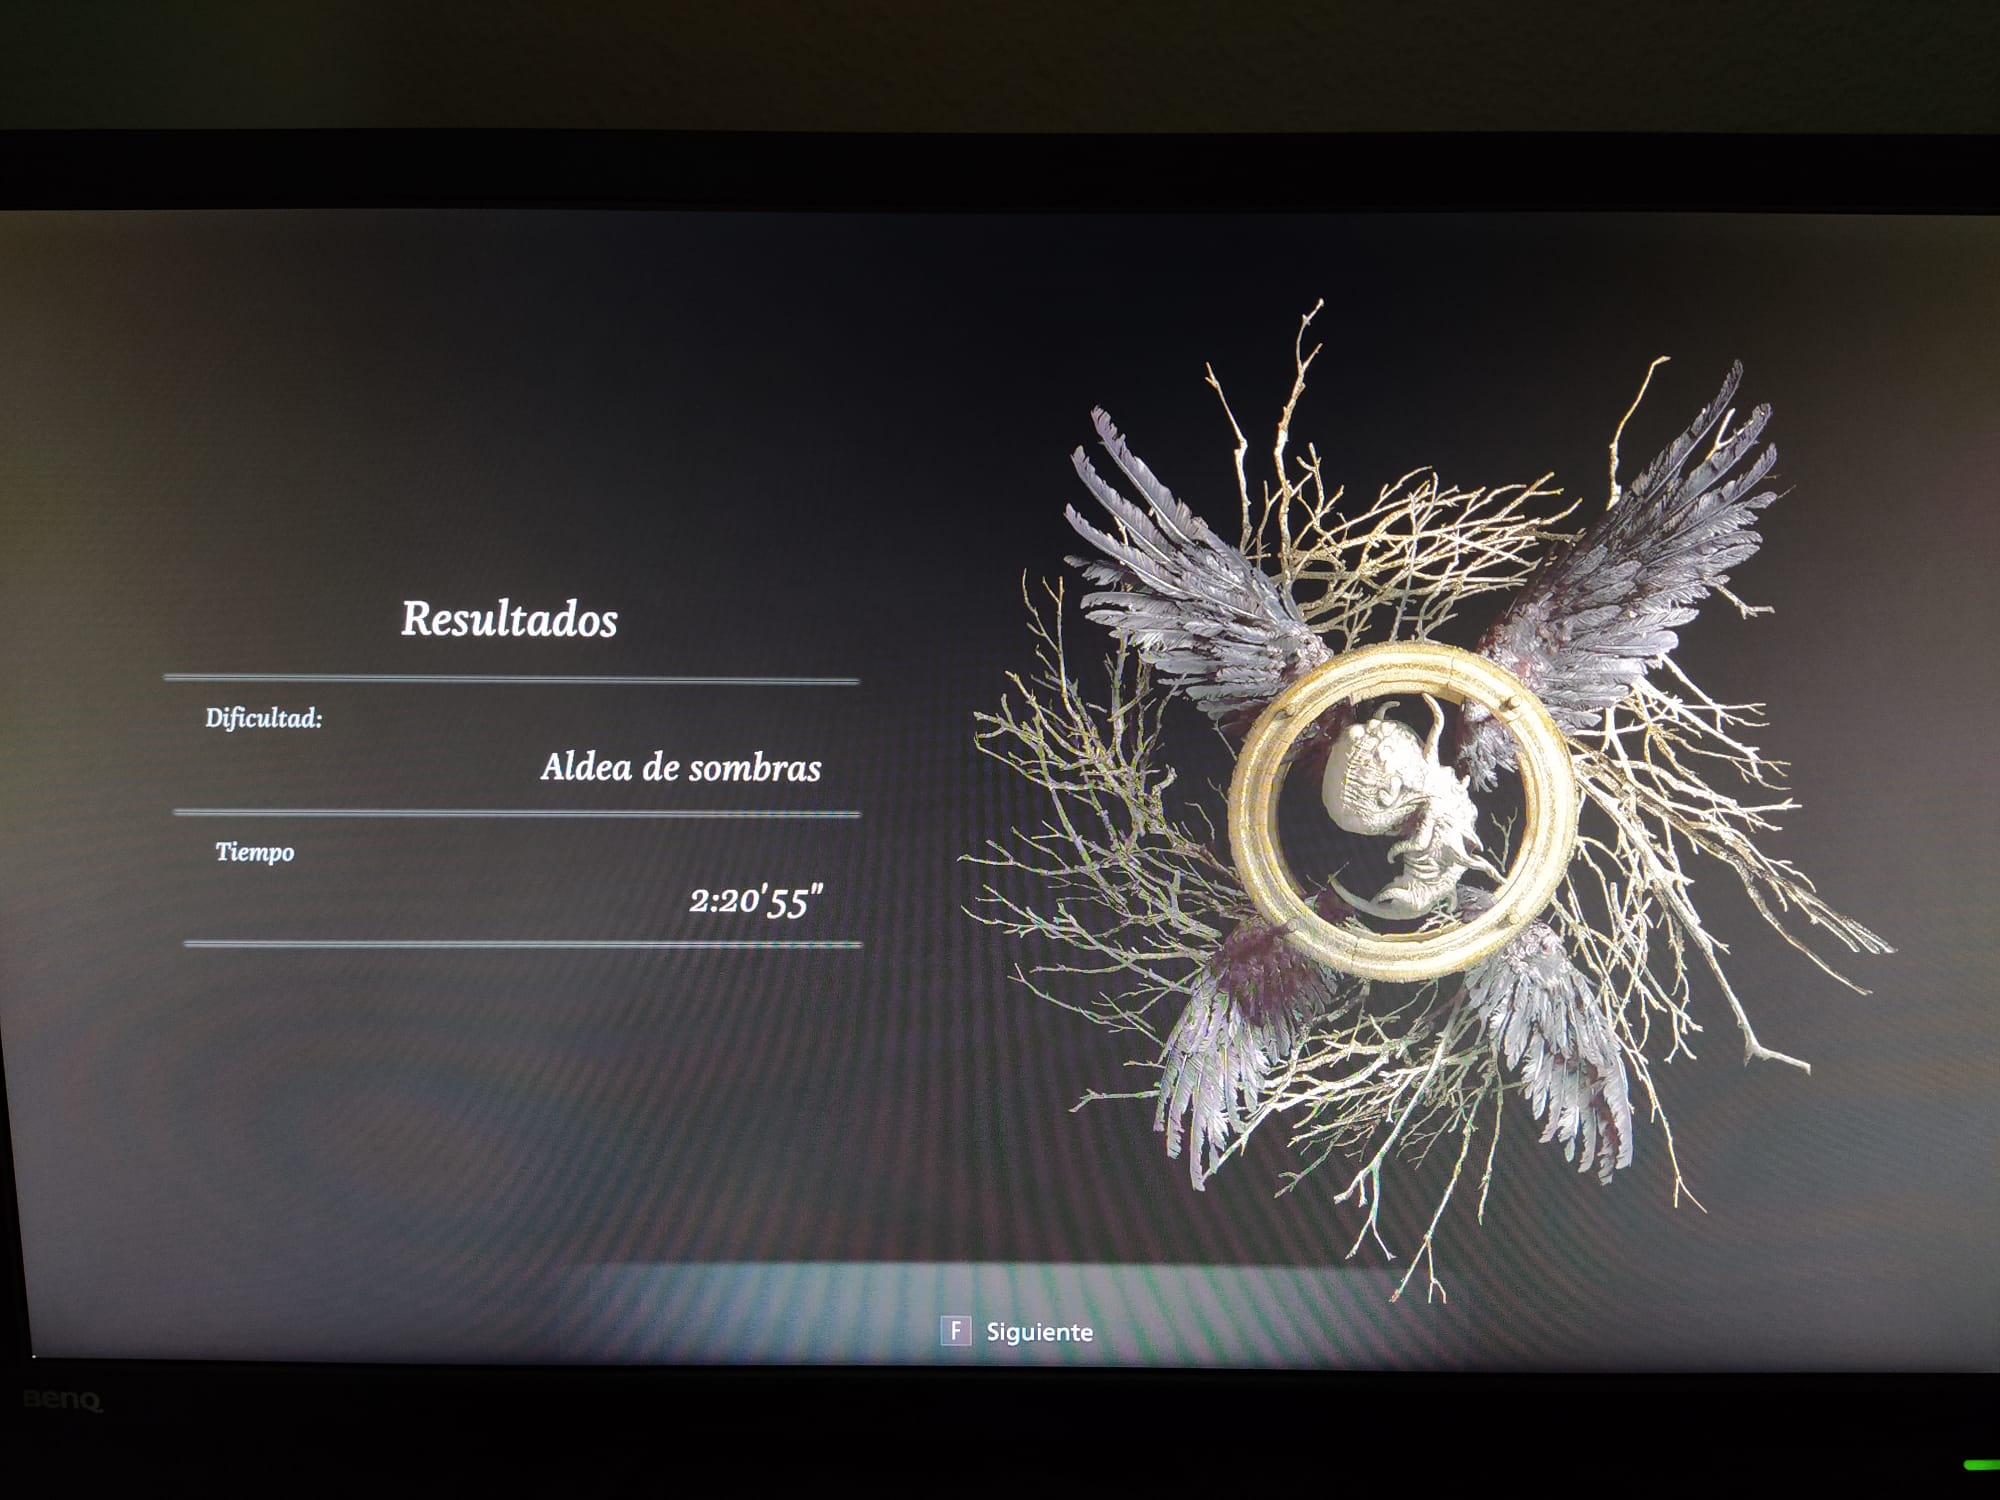 Resultados
Dificultad:
Aldea de sombras
Tiempo
2:20'55"
F Siguiente
BenQ